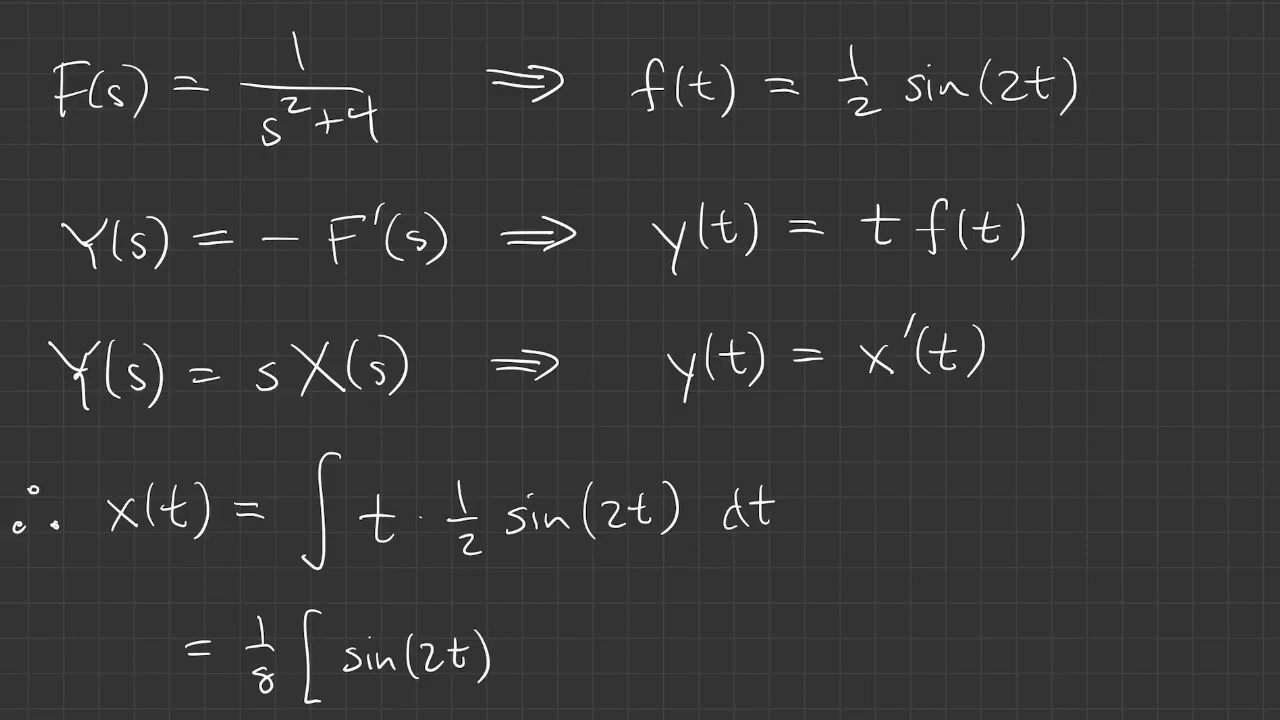 F(s) = 1/(s²+4) ⟹ f(t) = 1/2 sin(2t)
Y(s) = − F'(s) ⟹ y(t) = t f(t)
Y(s) = s X(s) ⟹ y(t) = x'(t)
∴ x(t) = ∫ t · 1/2 sin(2t) dt
= 1/8 [ sin(2t)